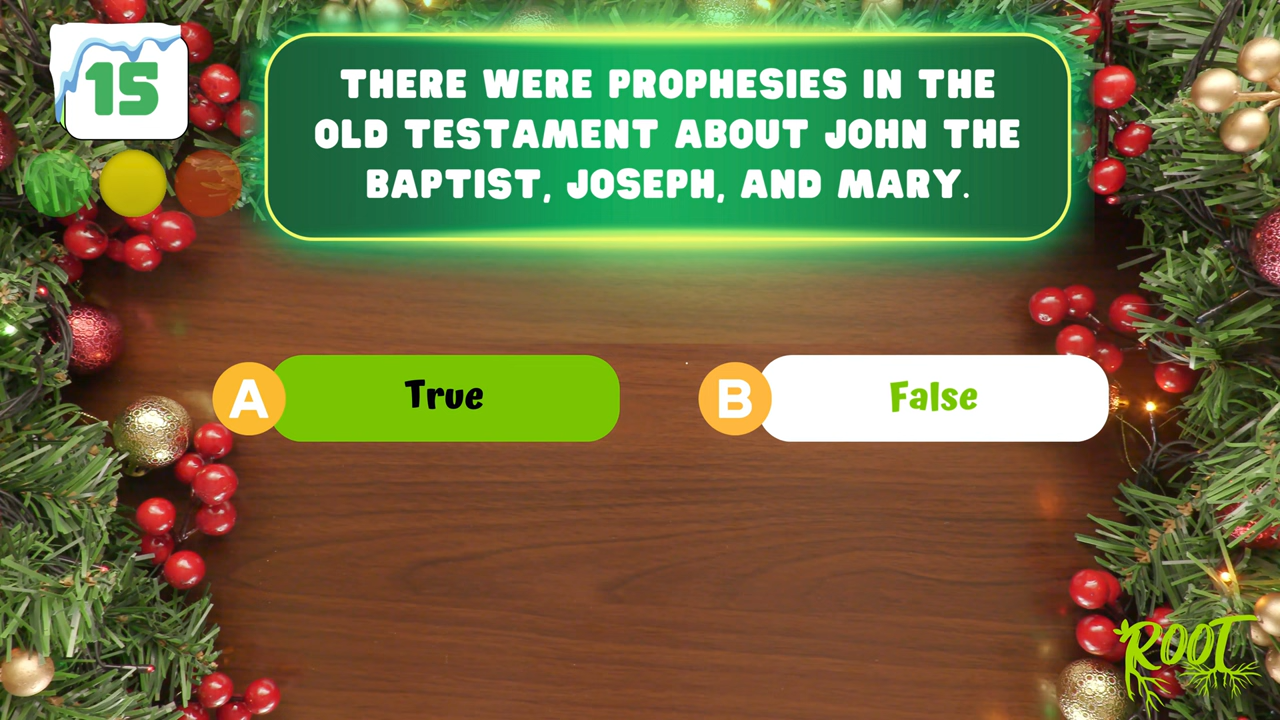 15
THERE WERE PROPHESIES IN THE
OLD TESTAMENT ABOUT JOHN THE
BAPTIST, JOSEPH, AND MARY.
A True
B False
ROOT